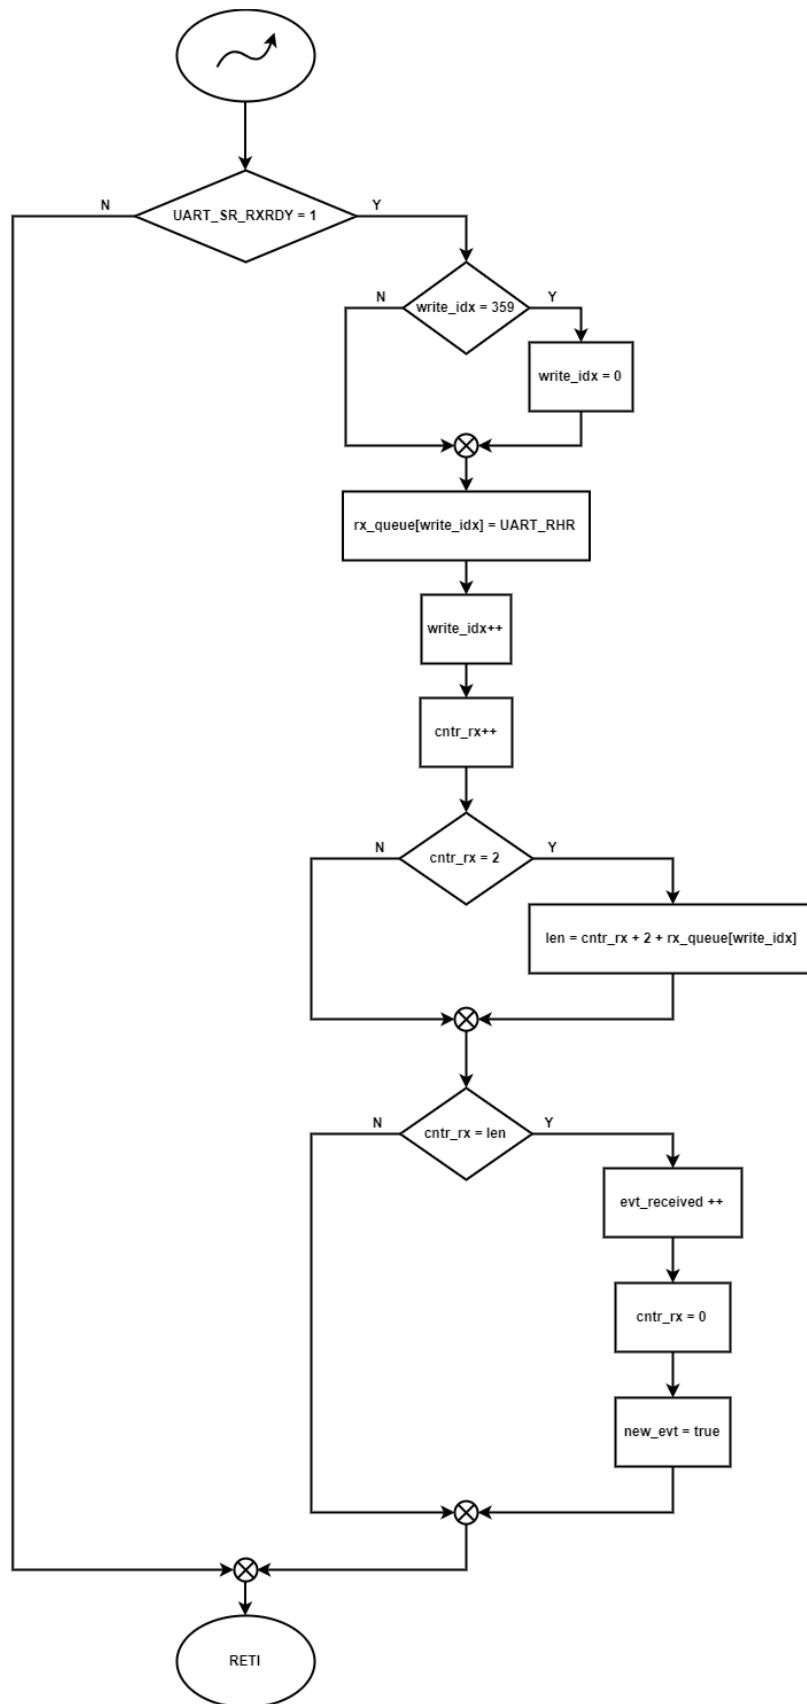 N
UART_SR_RXRDY = 1
Y
N
write_idx = 359
Y
write_idx = 0
rx_queue[write_idx] = UART_RHR
write_idx++
cntr_rx++
N
cntr_rx = 2
Y
len = cntr_rx + 2 + rx_queue[write_idx]
N
cntr_rx = len
Y
evt_received ++
cntr_rx = 0
new_evt = true
RETI